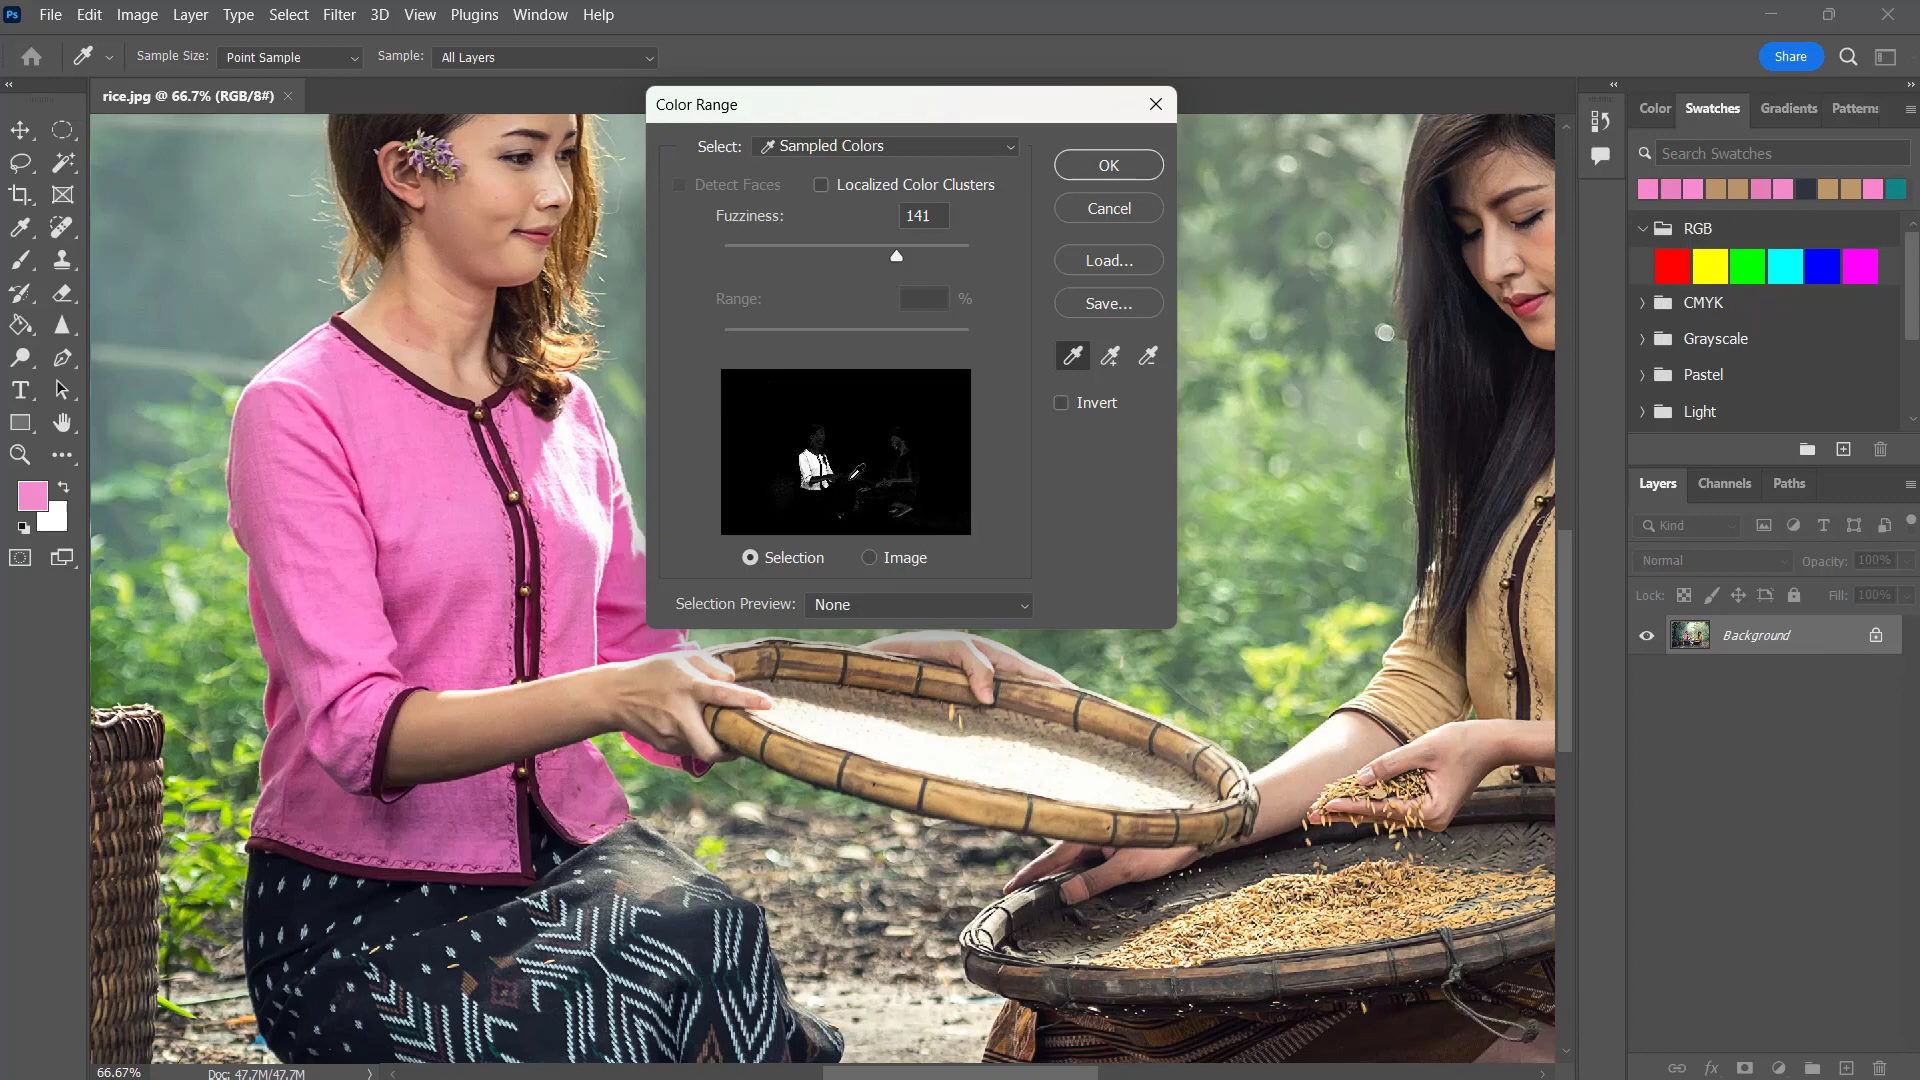 Ps File Edit Image Layer Type Select Filter 3D View Plugins Window Help
Sample Size: Point Sample Sample: All Layers Share
rice.jpg @ 66.7% (RGB/8#)
Color Range
Select: Sampled Colors
Detect Faces Localized Color Clusters
Fuzziness: 141
Range: %
Selection Image
Selection Preview: None
OK
Cancel
Load...
Save...
Invert
Color Swatches Gradients Patterns
Search Swatches
RGB
CMYK
Grayscale
Pastel
Light
Layers Channels Paths
Kind
Normal Opacity: 100%
Lock: Fill: 100%
Background
fx
66.67% Doc: 47.7M/47.7M